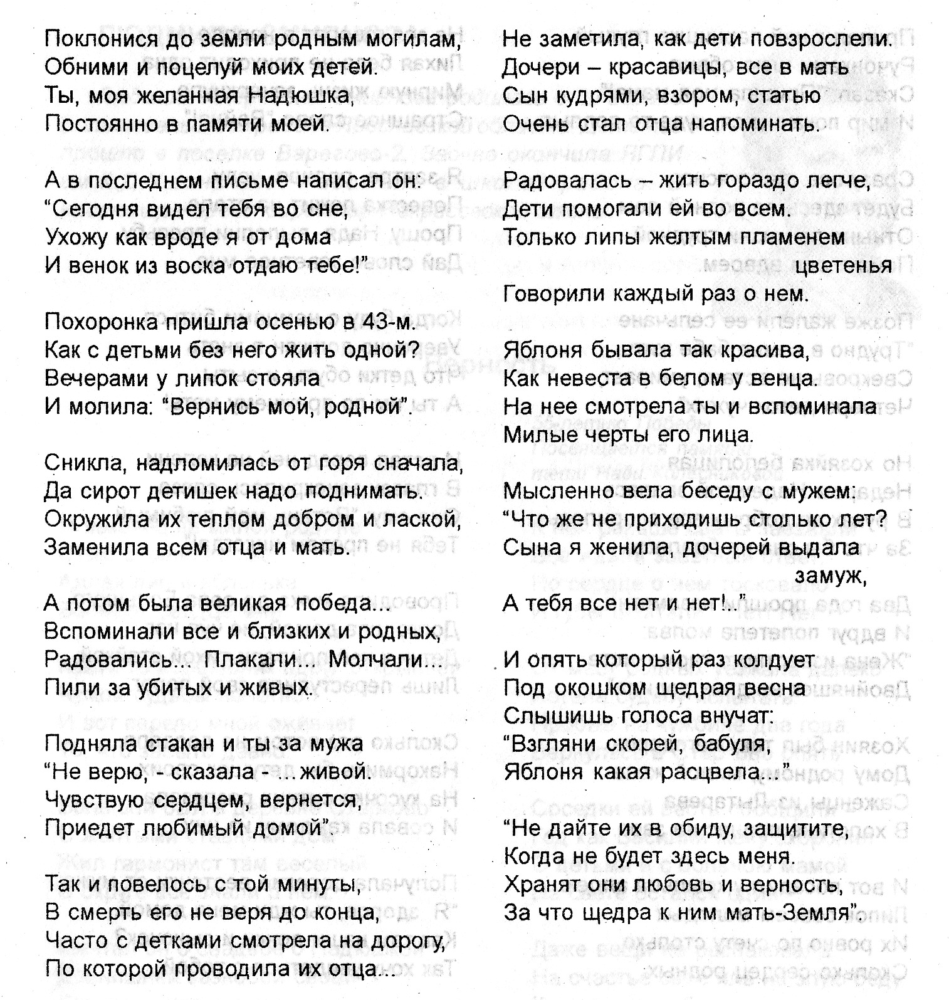 Поклонися до земли родным могилам,
Обними и поцелуй моих детей.
Ты, моя желанная Надюшка,
Постоянно в памяти моей.

А в последнем письме написал он:
“Сегодня видел тебя во сне,
Ухожу как вроде я от дома
И венок из воска отдаю тебе!”

Похоронка пришла осенью в 43-м.
Как с детьми без него жить одной?
Вечерами у липок стояла
И молила: “Вернись мой, родной”.

Сникла, надломилась от горя сначала,
Да сирот детишек надо поднимать.
Окружила их теплом добром и лаской,
Заменила всем отца и мать.

А потом была великая победа...
Вспоминали все и близких и родных,
Радовались... Плакали... Молчали...
Пили за убитых и живых.

Подняла стакан и ты за мужа
“Не верю, - сказала - ...живой.
Чувствую сердцем, вернется,
Приедет любимый домой”.

Так и повелось с той минуты,
В смерть его не веря до конца,
Часто с детками смотрела на дорогу,
По которой проводила их отца...

Не заметила, как дети повзрослели.
Дочери – красавицы, все в мать
Сын кудрями, взором, статью
Очень стал отца напоминать.

Радовалась – жить гораздо легче,
Дети помогали ей во всем.
Только липы желтым пламенем
цветенья
Говорили каждый раз о нем.

Яблоня бывала так красива,
Как невеста в белом у венца.
На нее смотрела ты и вспоминала
Милые черты его лица.

Мысленно вела беседу с мужем:
“Что же не приходишь столько лет?
Сына я женила, дочерей выдала
замуж,
А тебя все нет и нет!..”

И опять который раз колдует
Под окошком щедрая весна
Слышишь голоса внучат:
“Взгляни скорей, бабуля,
Яблоня какая расцвела...”

“Не дайте их в обиду, защитите,
Когда не будет здесь меня.
Хранят они любовь и верность,
За что щедра к ним мать-Земля”.